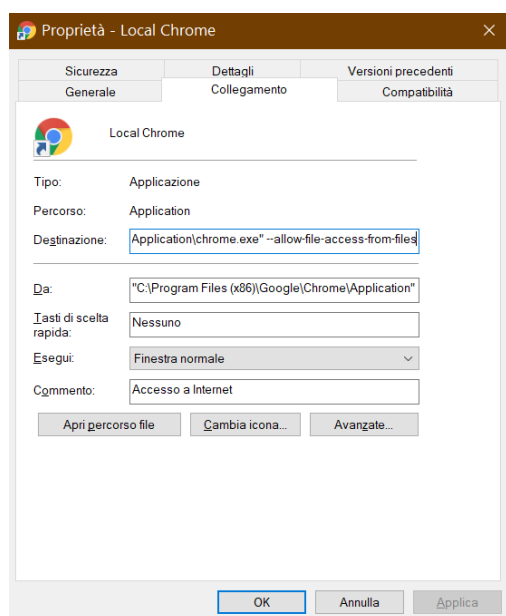 Proprietà - Local Chrome
Sicurezza Dettagli Versioni precedenti
Generale Collegamento Compatibilità
Local Chrome
Tipo: Applicazione
Percorso: Application
Destinazione: Application\chrome.exe" --allow-file-access-from-files
Da: "C:\Program Files (x86)\Google\Chrome\Application"
Tasti di scelta rapida: Nessuno
Esegui: Finestra normale
Commento: Accesso a Internet
Apri percorso file Cambia icona... Avanzate...
OK Annulla Applica